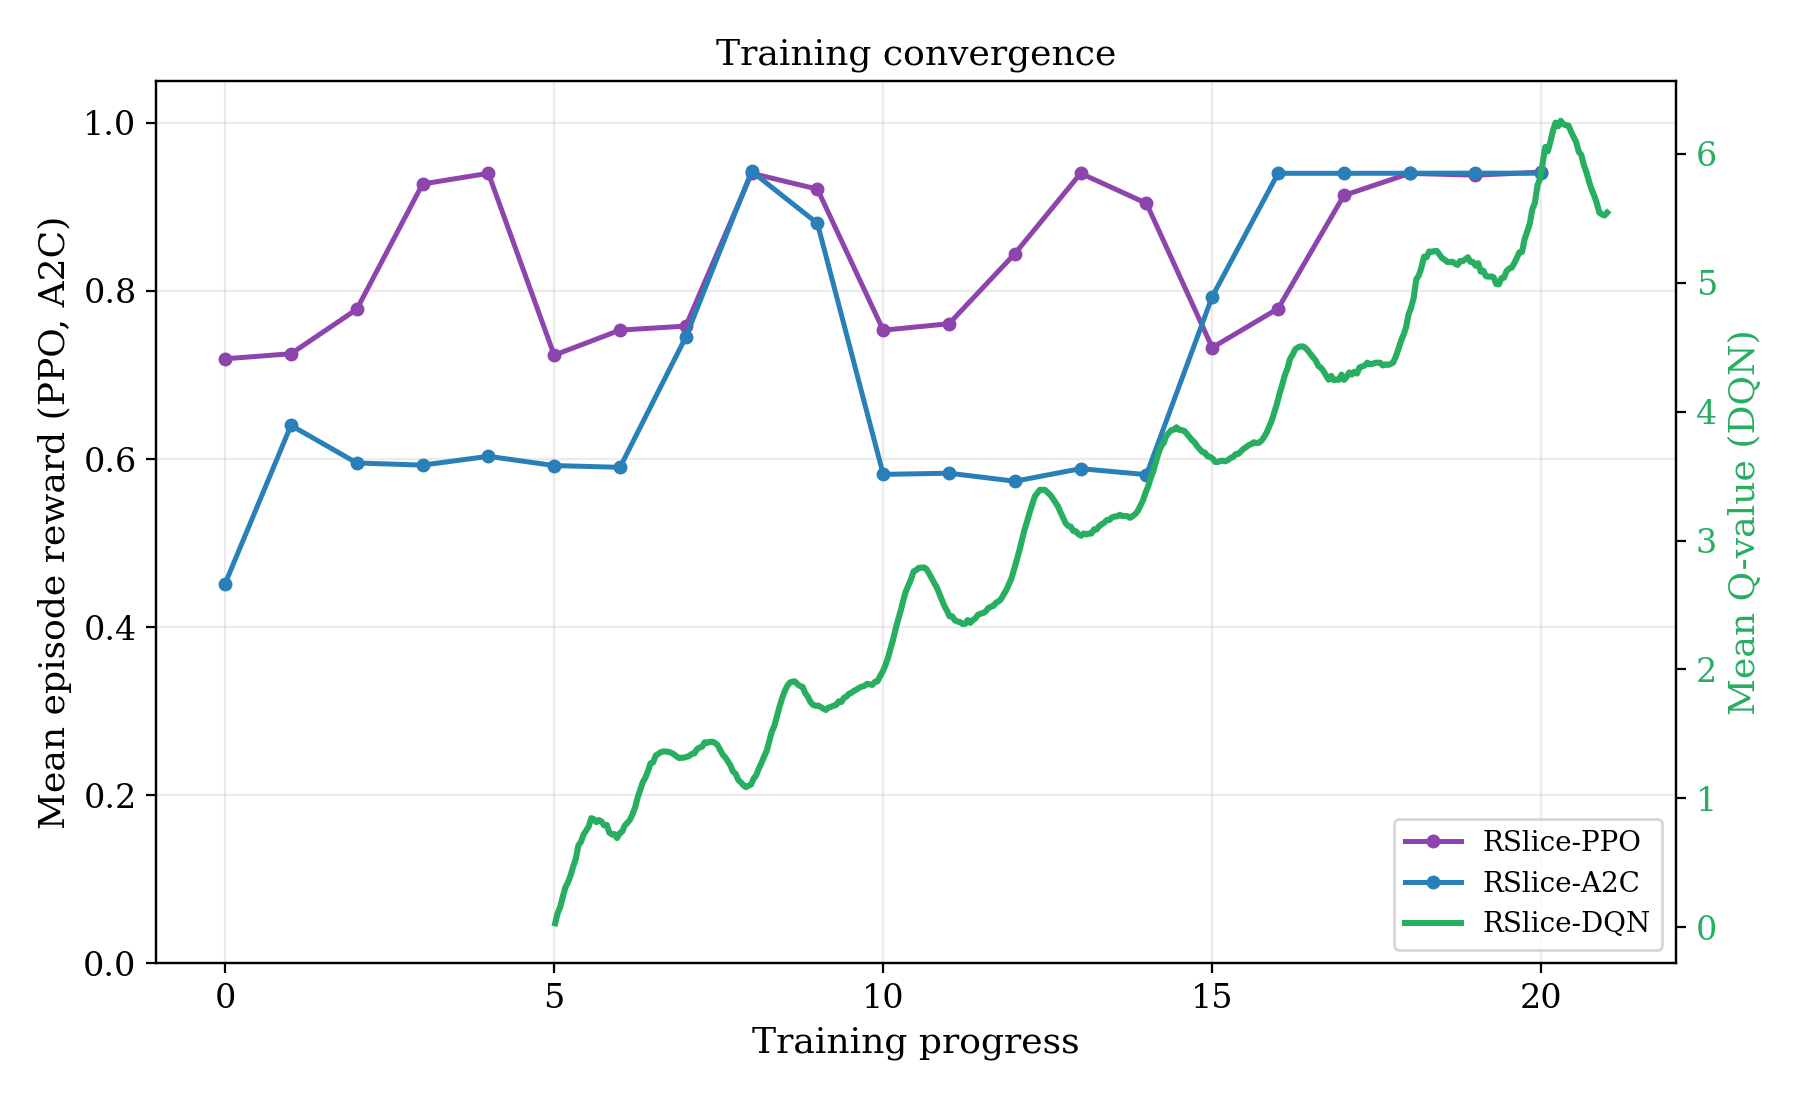 Training convergence
Mean episode reward (PPO, A2C)
1.0
0.8
0.6
0.4
0.2
0.0
0
5
10
15
20
Training progress
6
5
4
3
2
1
0
Mean Q-value (DQN)
RSlice-PPO
RSlice-A2C
RSlice-DQN